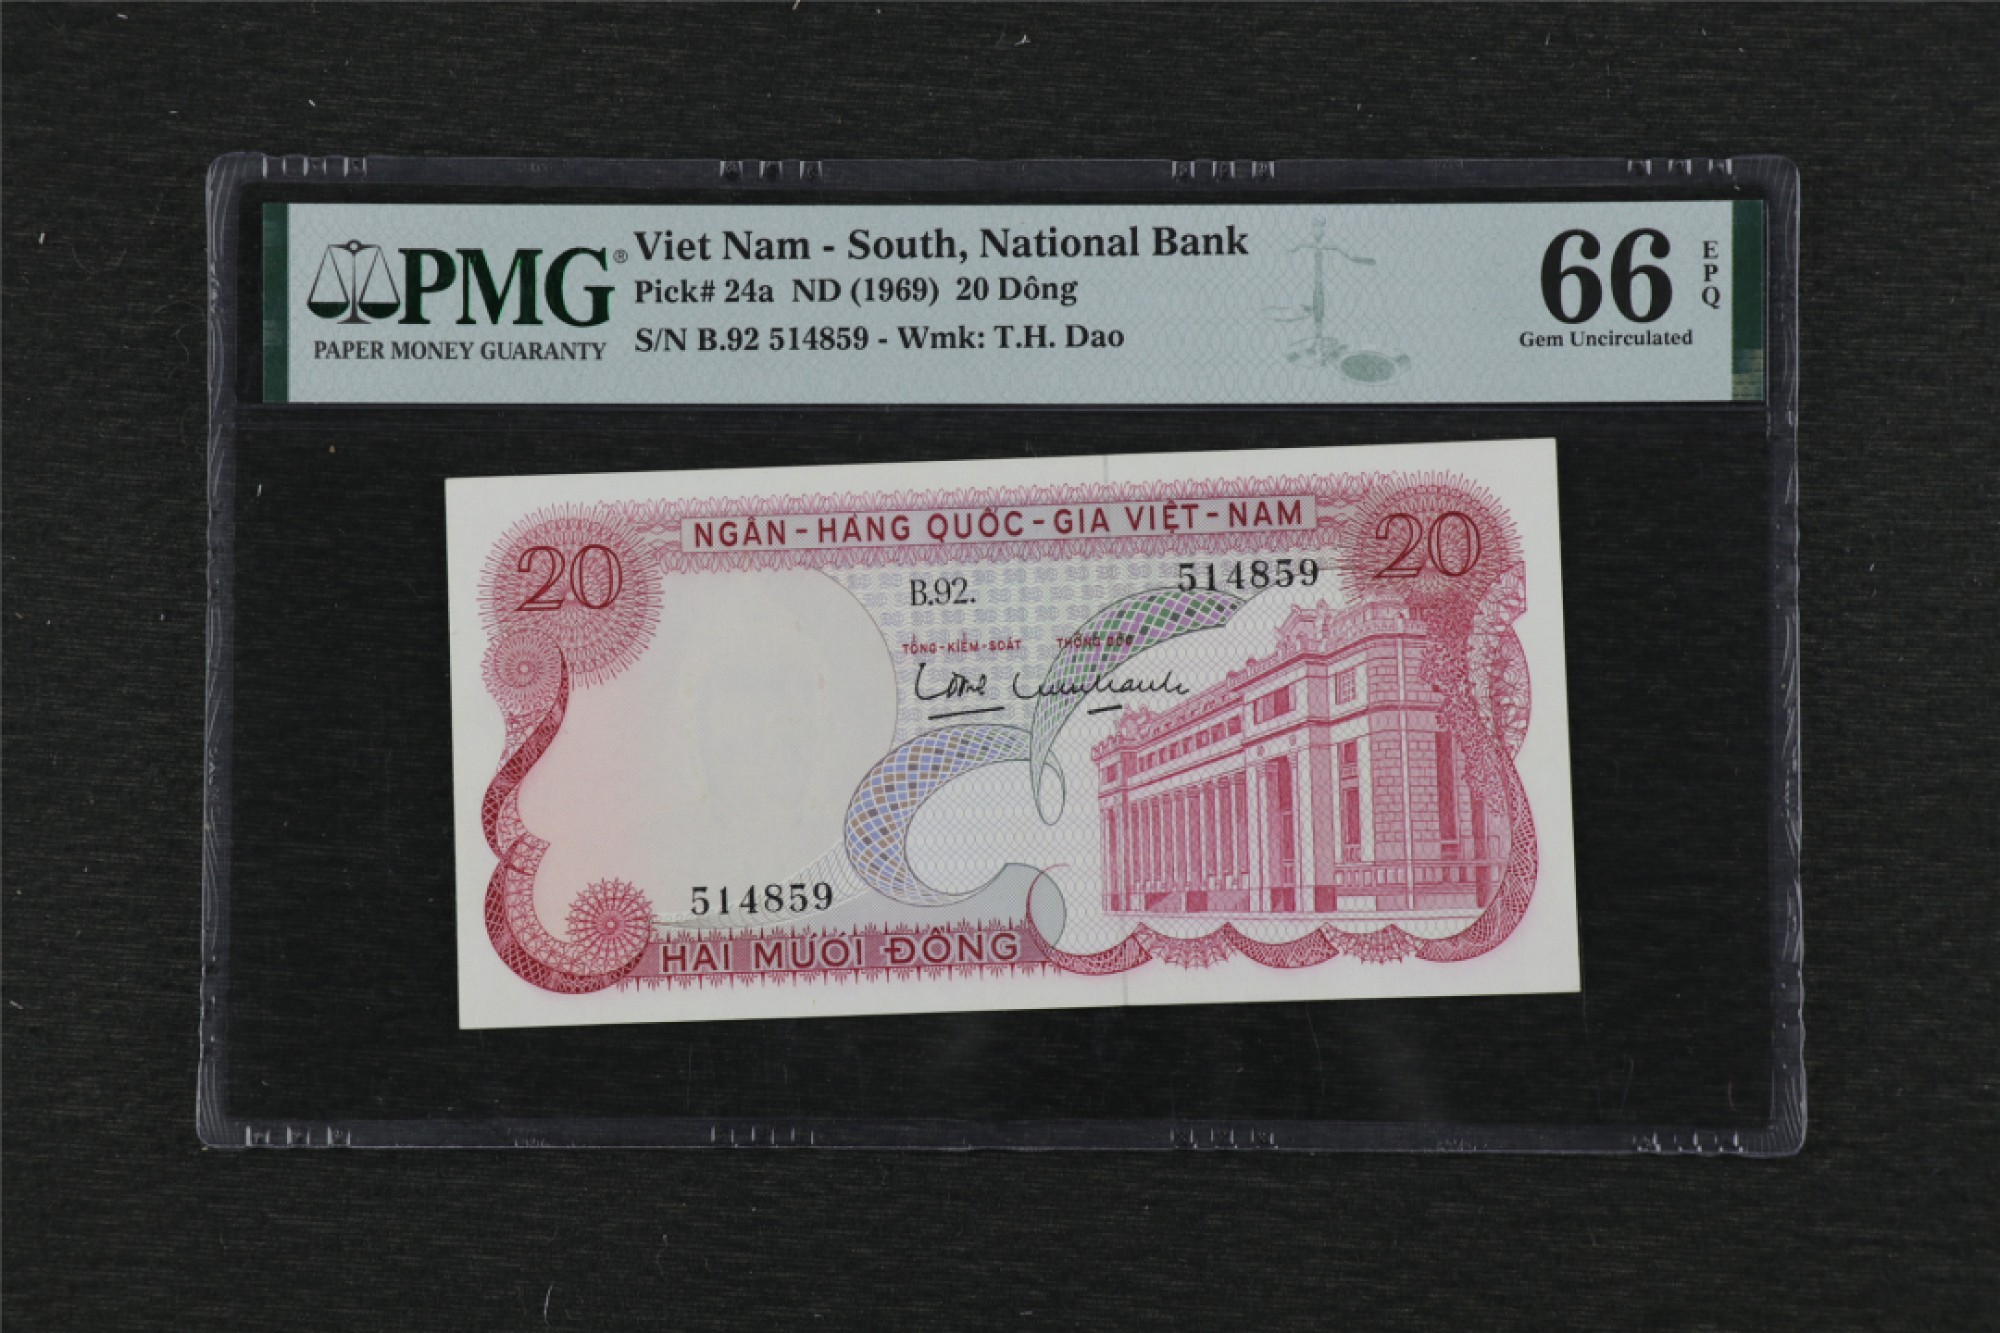 PMG®
PAPER MONEY GUARANTY
Viet Nam - South, National Bank
Pick# 24a ND (1969) 20 Dông
S/N B.92 514859 - Wmk: T.H. Dao
66
EPQ
Gem Uncirculated
NGÂN-HÀNG QUỐC-GIA VIỆT-NAM
20
20
B.92.
514859
TỔNG-KIỂM-SOÁT THỐNG ĐỐC
514859
HAI MƯƠI ĐỒNG